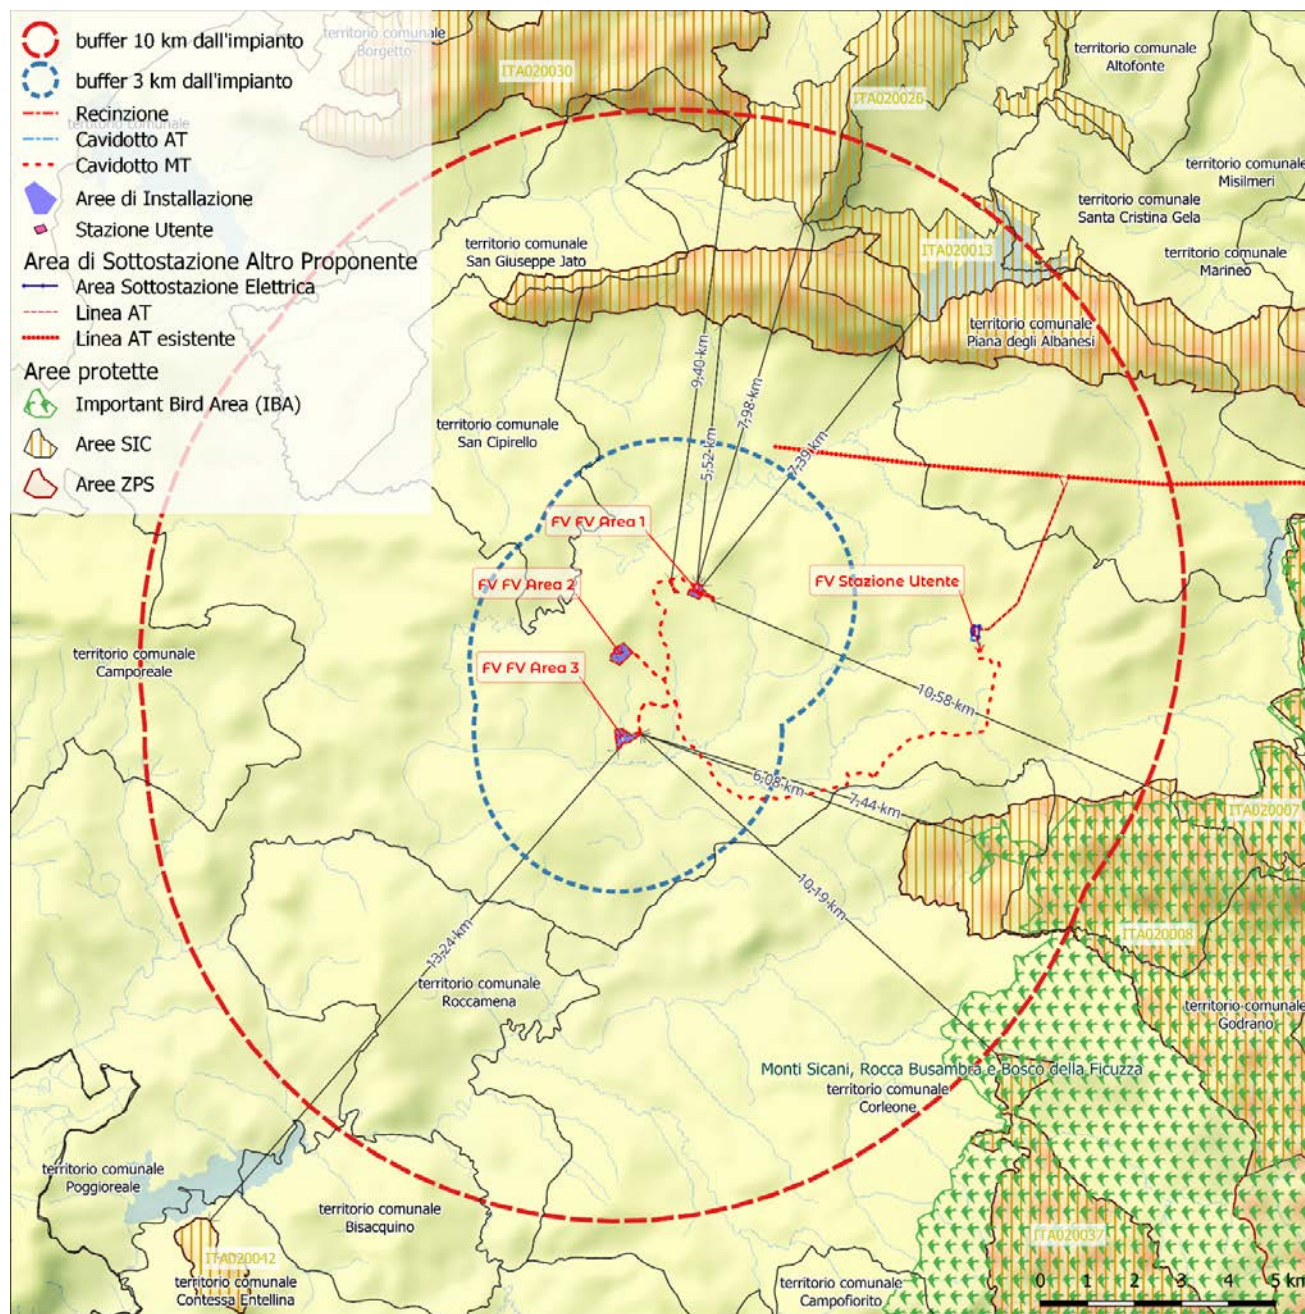 buffer 10 km dall'impianto
buffer 3 km dall'impianto
Recinzione
Cavidotto AT
Cavidotto MT
Aree di Installazione
Stazione Utente
Area di Sottostazione Altro Proponente
Area Sottostazione Elettrica
Linea AT
Linea AT esistente
Aree protette
Important Bird Area (IBA)
Aree SIC
Aree ZPS
territorio comunale
Borgetto
territorio comunale
ITA020030
ITA020026
territorio comunale
Altofonte
territorio comunale
Misilmeri
territorio comunale
Santa Cristina Gela
territorio comunale
Marineo
territorio comunale
San Giuseppe Jato
ITA020013
territorio comunale
Piana degli Albanesi
territorio comunale
San Cipirello
9,40 km
7,98 km
5,52 km
7,39 km
FV FV Area 1
FV FV Area 2
FV Stazione Utente
FV FV Area 3
territorio comunale
Camporeale
10,58 km
6,08 km
7,44 km
ITA020007
10,19 km
13,24 km
ITA020008
territorio comunale
Roccamena
territorio comunale
Godrano
Monti Sicani, Rocca Busambra e Bosco della Ficuzza
territorio comunale
Corleone
territorio comunale
Poggioreale
territorio comunale
Bisacquino
ITA020037
ITA020042
territorio comunale
Contessa Entellina
territorio comunale
Campofiorito
0 1 2 3 4 5 km